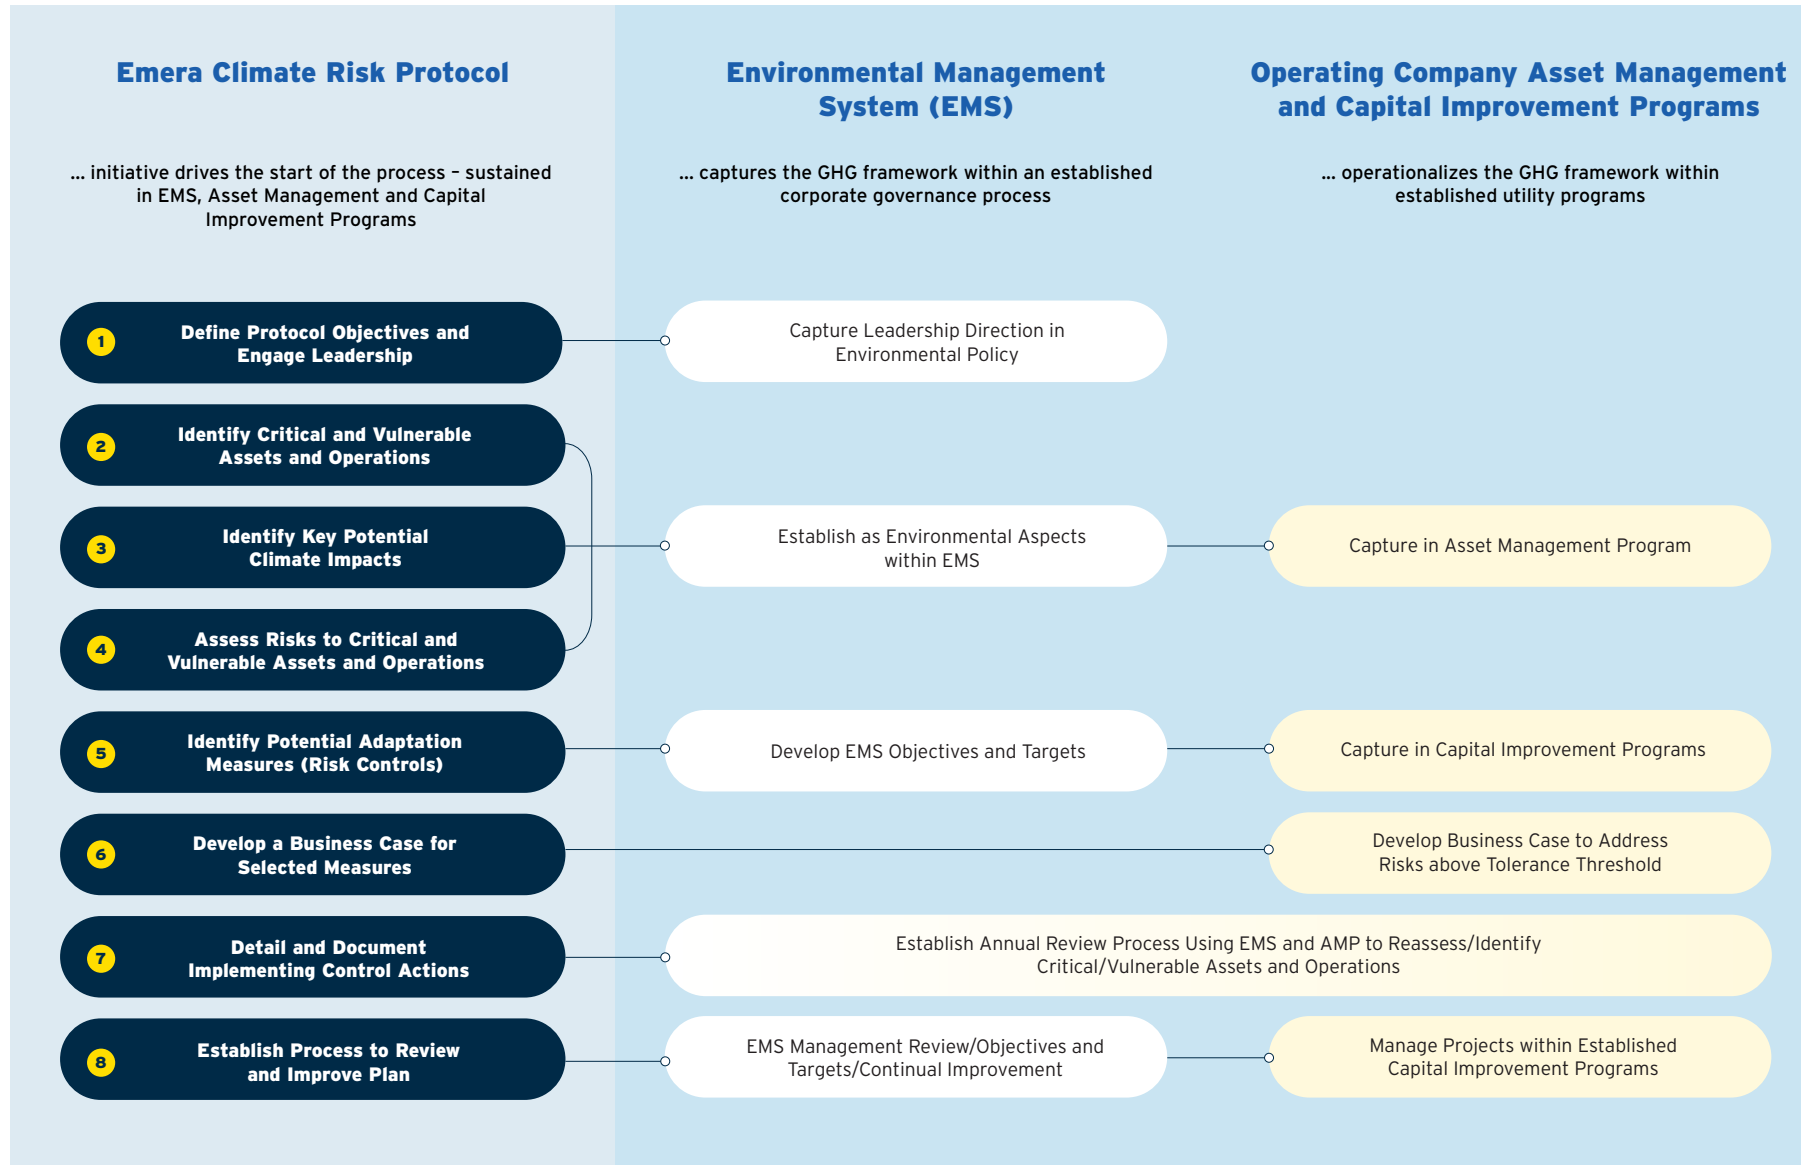 Emera Climate Risk Protocol
... initiative drives the start of the process – sustained
in EMS, Asset Management and Capital
Improvement Programs
Environmental Management
System (EMS)
... captures the GHG framework within an established
corporate governance process
Operating Company Asset Management
and Capital Improvement Programs
... operationalizes the GHG framework within
established utility programs
1
Define Protocol Objectives and
Engage Leadership
Capture Leadership Direction in
Environmental Policy
2
Identify Critical and Vulnerable
Assets and Operations
3
Identify Key Potential
Climate Impacts
Establish as Environmental Aspects
within EMS
Capture in Asset Management Program
4
Assess Risks to Critical and
Vulnerable Assets and Operations
5
Identify Potential Adaptation
Measures (Risk Controls)
Develop EMS Objectives and Targets
Capture in Capital Improvement Programs
6
Develop a Business Case for
Selected Measures
Develop Business Case to Address
Risks above Tolerance Threshold
7
Detail and Document
Implementing Control Actions
Establish Annual Review Process Using EMS and AMP to Reassess/Identify
Critical/Vulnerable Assets and Operations
8
Establish Process to Review
and Improve Plan
EMS Management Review/Objectives and
Targets/Continual Improvement
Manage Projects within Established
Capital Improvement Programs